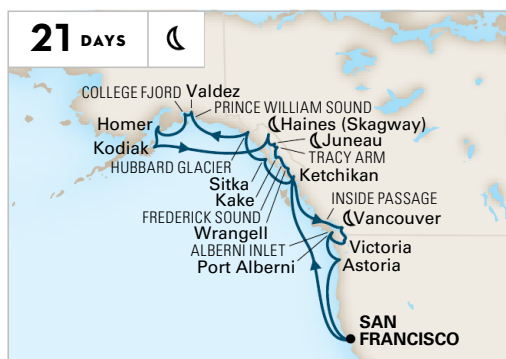 21 DAYS
COLLEGE FJORD
Valdez
PRINCE WILLIAM SOUND
Homer
Haines (Skagway)
Kodiak
Juneau
TRACY ARM
HUBBARD GLACIER
Ketchikan
Sitka
Kake
INSIDE PASSAGE
FREDERICK SOUND
Vancouver
Wrangell
ALBERNI INLET
Victoria
Port Alberni
Astoria
SAN
FRANCISCO